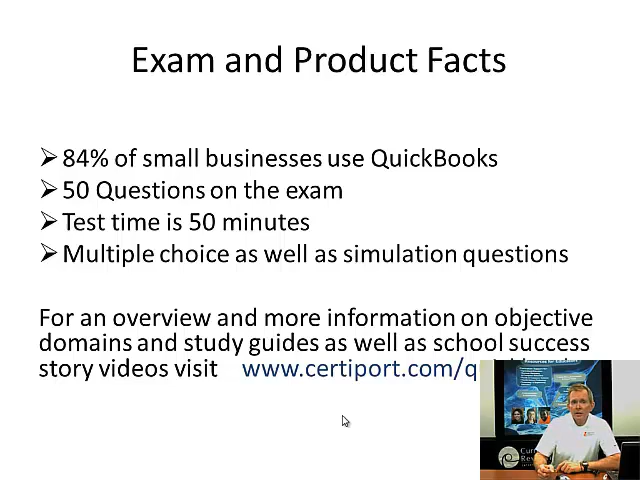 Exam and Product Facts
84% of small businesses use QuickBooks
50 Questions on the exam
Test time is 50 minutes
Multiple choice as well as simulation questions
For an overview and more information on objective
domains and study guides as well as school success
story videos visit www.certiport.com/q